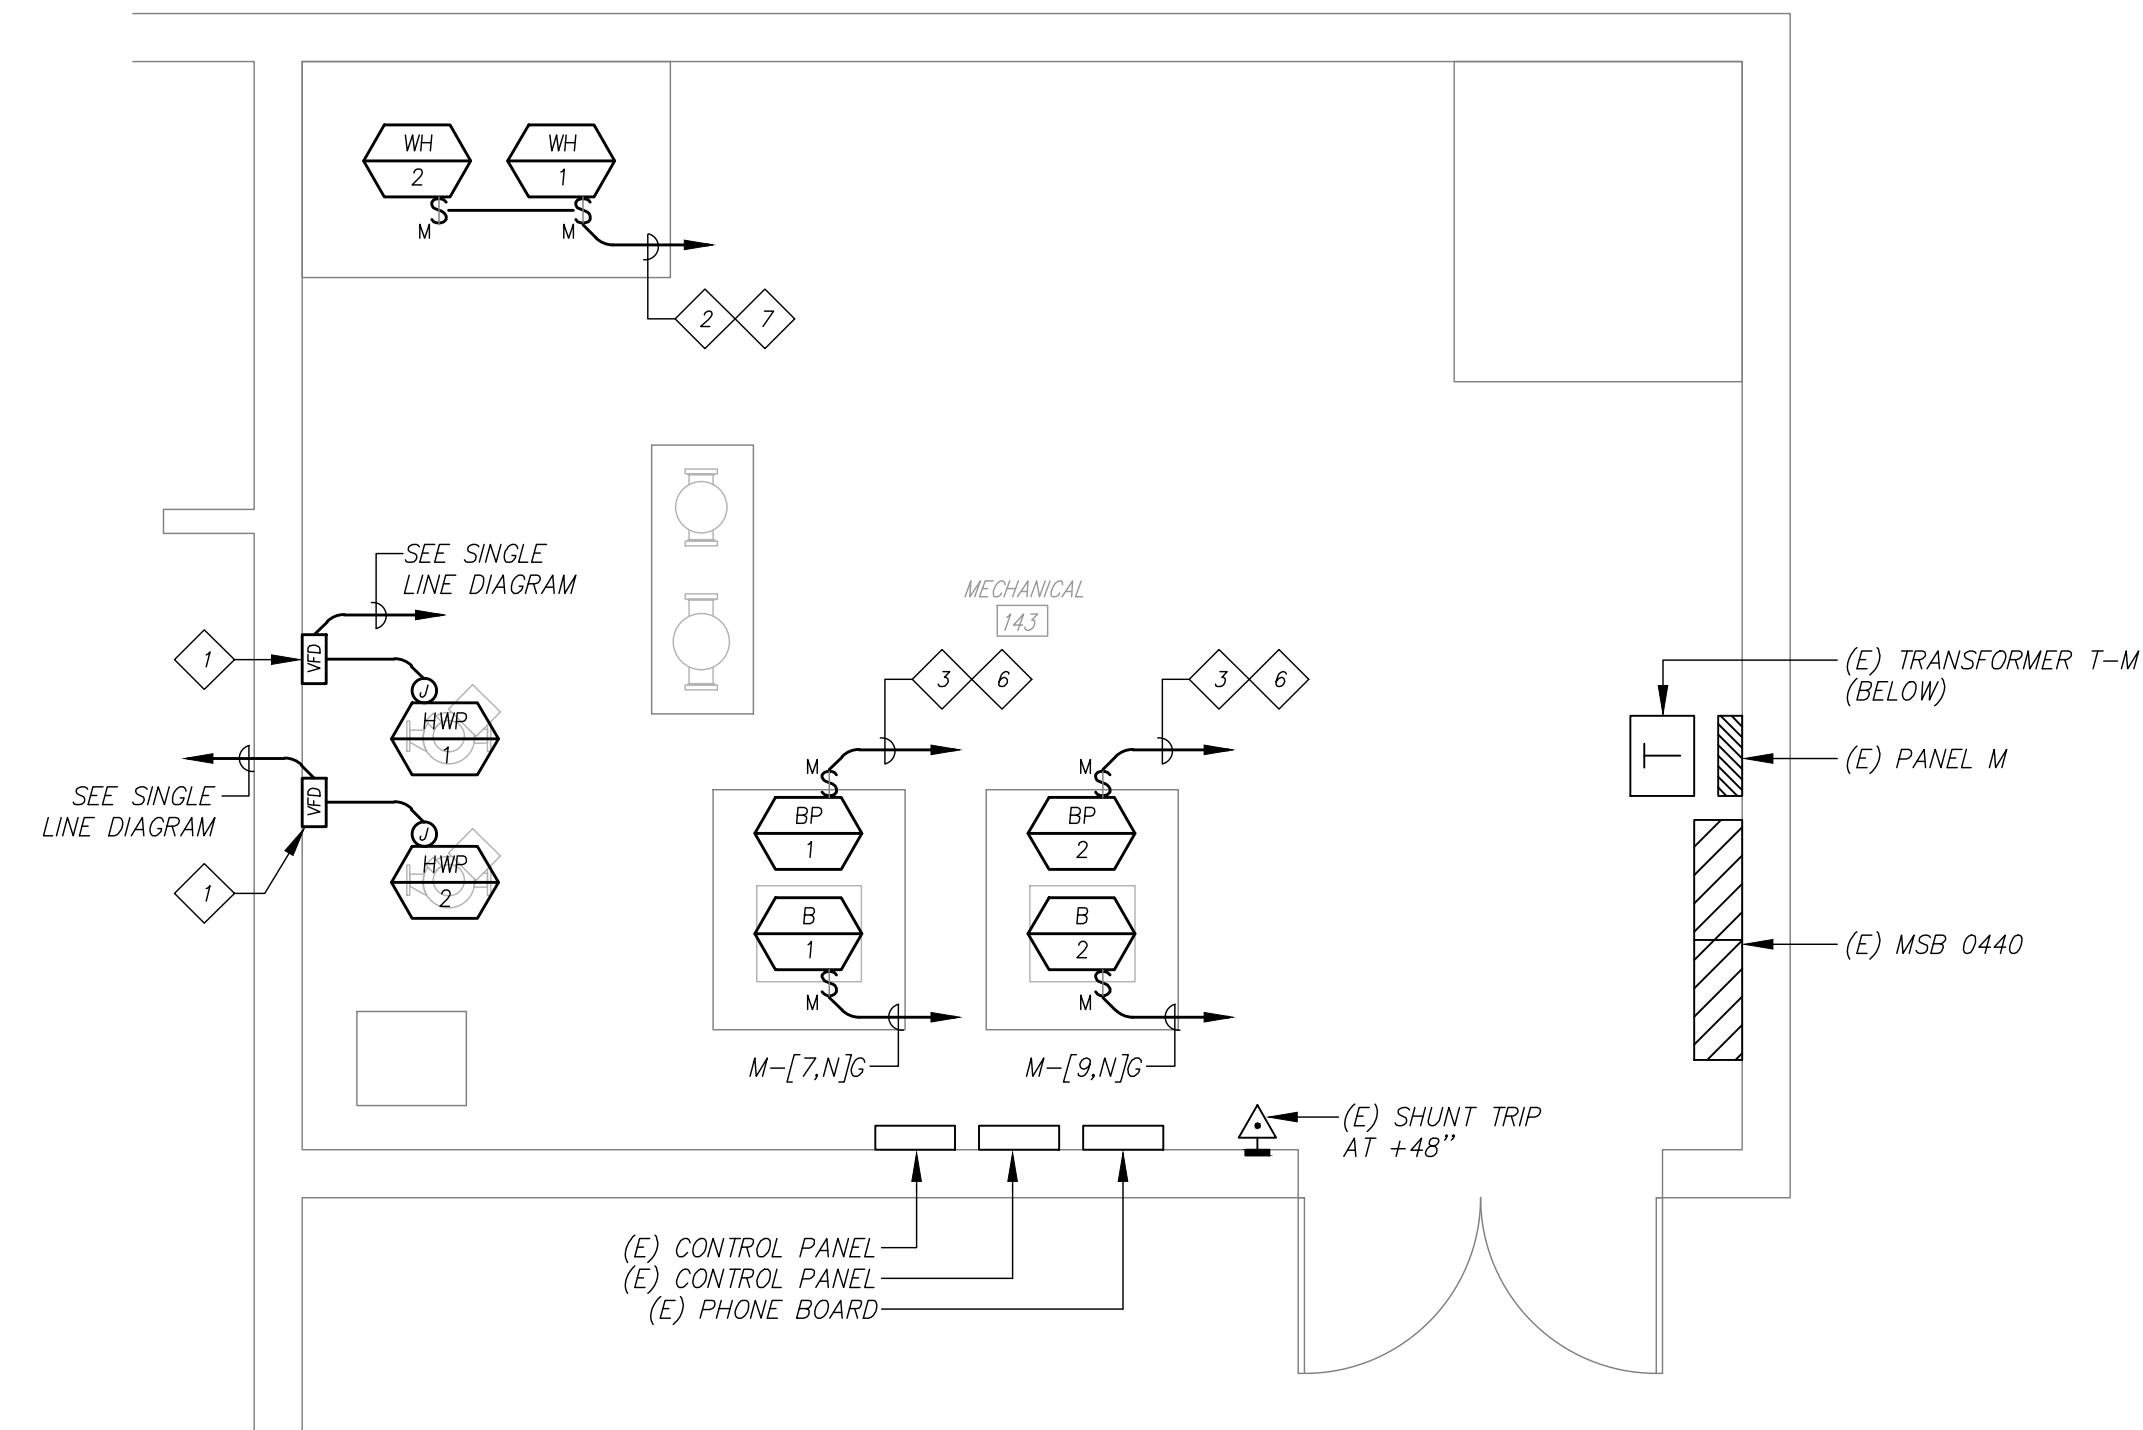 WH
2
WH
1
M
M
2
7
SEE SINGLE
LINE DIAGRAM
MECHANICAL
143
1
VFD
J
HWP
1
3
6
3
6
(E) TRANSFORMER T-M
(BELOW)
T
(E) PANEL M
SEE SINGLE
LINE DIAGRAM
VFD
J
HWP
2
1
M
BP
1
B
1
M
M-[7,N]G
M
BP
2
B
2
M
M-[9,N]G
(E) MSB 0440
(E) SHUNT TRIP
AT +48"
(E) CONTROL PANEL
(E) CONTROL PANEL
(E) PHONE BOARD